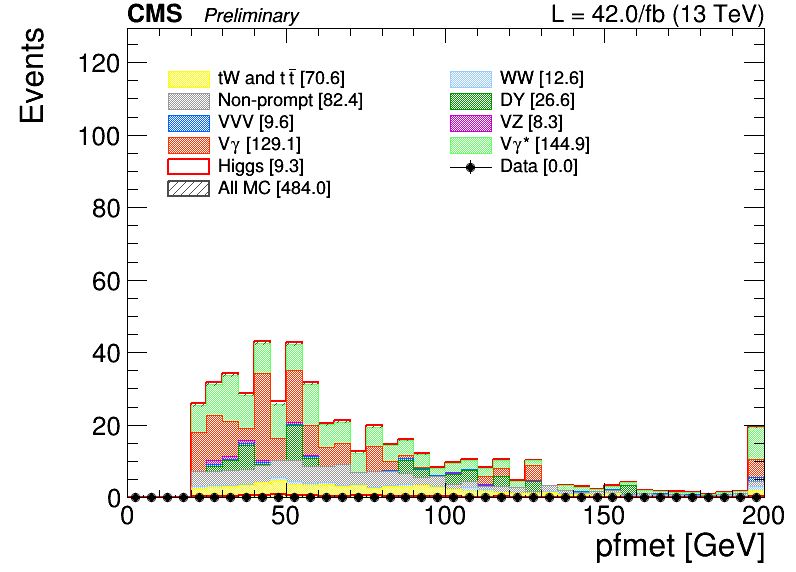 CMS Preliminary L = 42.0/fb (13 TeV)
Events
120
100
80
60
40
20
0
tW and t t̄ [70.6] WW [12.6]
Non-prompt [82.4] DY [26.6]
VVV [9.6] VZ [8.3]
Vγ [129.1] Vγ* [144.9]
Higgs [9.3] Data [0.0]
All MC [484.0]
0 50 100 150 200
pfmet [GeV]